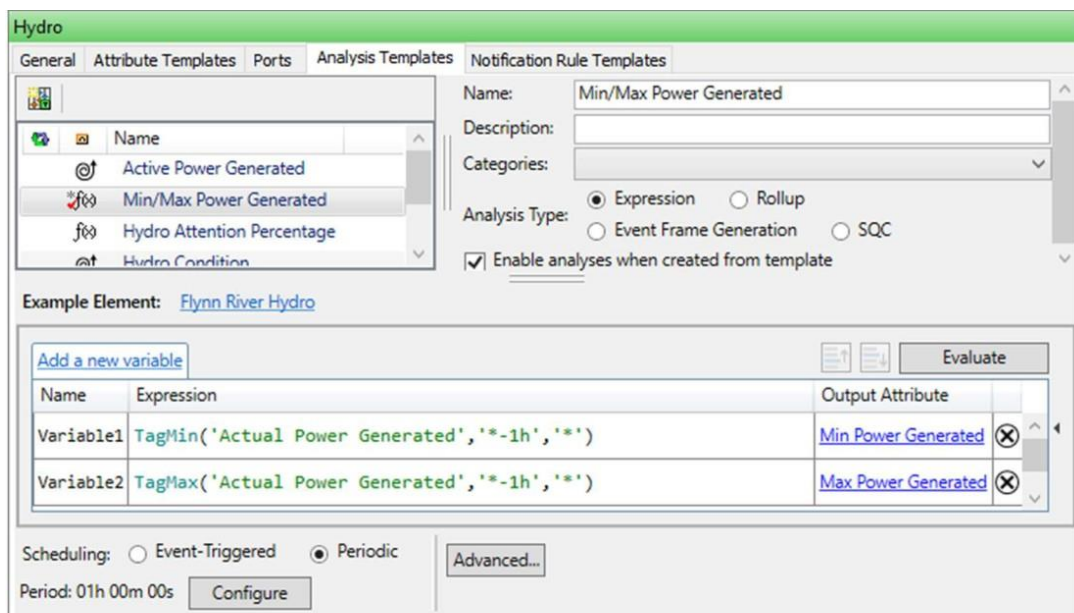 Hydro
General Attribute Templates Ports Analysis Templates Notification Rule Templates
Name
Active Power Generated
f(x) Min/Max Power Generated
f(x) Hydro Attention Percentage
Hydro Condition
Name: Min/Max Power Generated
Description:
Categories:
Analysis Type: Expression Rollup
Event Frame Generation SQC
Enable analyses when created from template
Example Element: Flynn River Hydro
Add a new variable Evaluate
Name Expression Output Attribute
Variable1 TagMin('Actual Power Generated','*-1h','*') Min Power Generated
Variable2 TagMax('Actual Power Generated','*-1h','*') Max Power Generated
Scheduling: Event-Triggered Periodic Advanced...
Period: 01h 00m 00s Configure